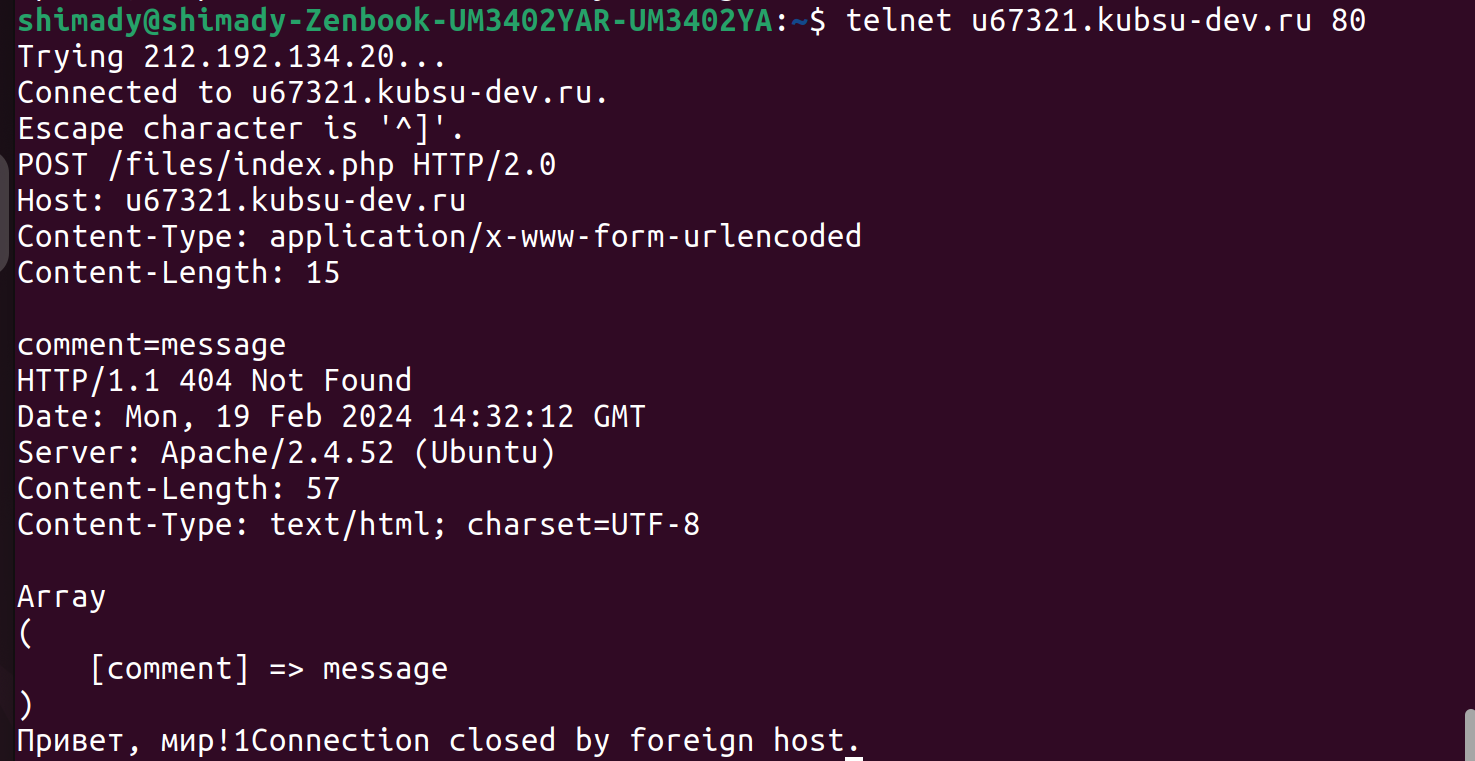 shimady@shimady-Zenbook-UM3402YAR-UM3402YA:~$ telnet u67321.kubsu-dev.ru 80
Trying 212.192.134.20...
Connected to u67321.kubsu-dev.ru.
Escape character is '^]'.
POST /files/index.php HTTP/2.0
Host: u67321.kubsu-dev.ru
Content-Type: application/x-www-form-urlencoded
Content-Length: 15

comment=message
HTTP/1.1 404 Not Found
Date: Mon, 19 Feb 2024 14:32:12 GMT
Server: Apache/2.4.52 (Ubuntu)
Content-Length: 57
Content-Type: text/html; charset=UTF-8

Array
(
    [comment] => message
)
Привет, мир!1Connection closed by foreign host.